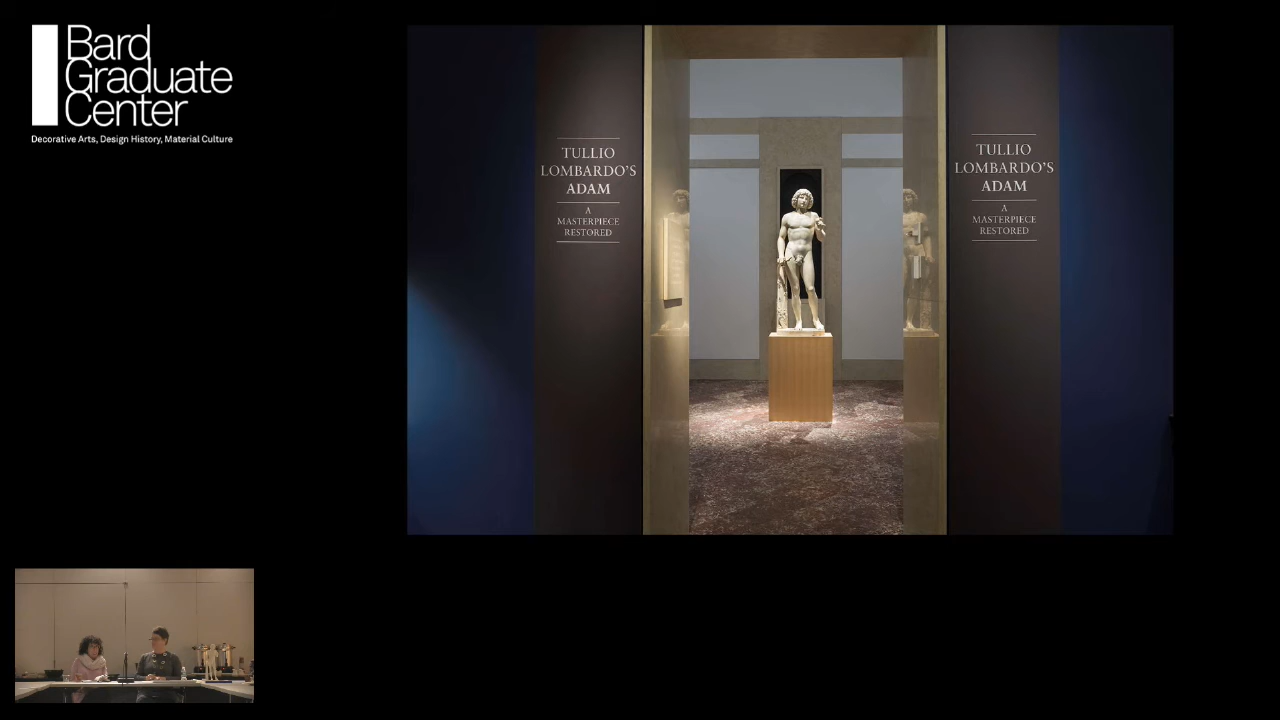 Bard
Graduate
Center
Decorative Arts, Design History, Material Culture
TULLIO
LOMBARDO'S
ADAM
A
MASTERPIECE
RESTORED
TULLIO
LOMBARDO'S
ADAM
A
MASTERPIECE
RESTORED